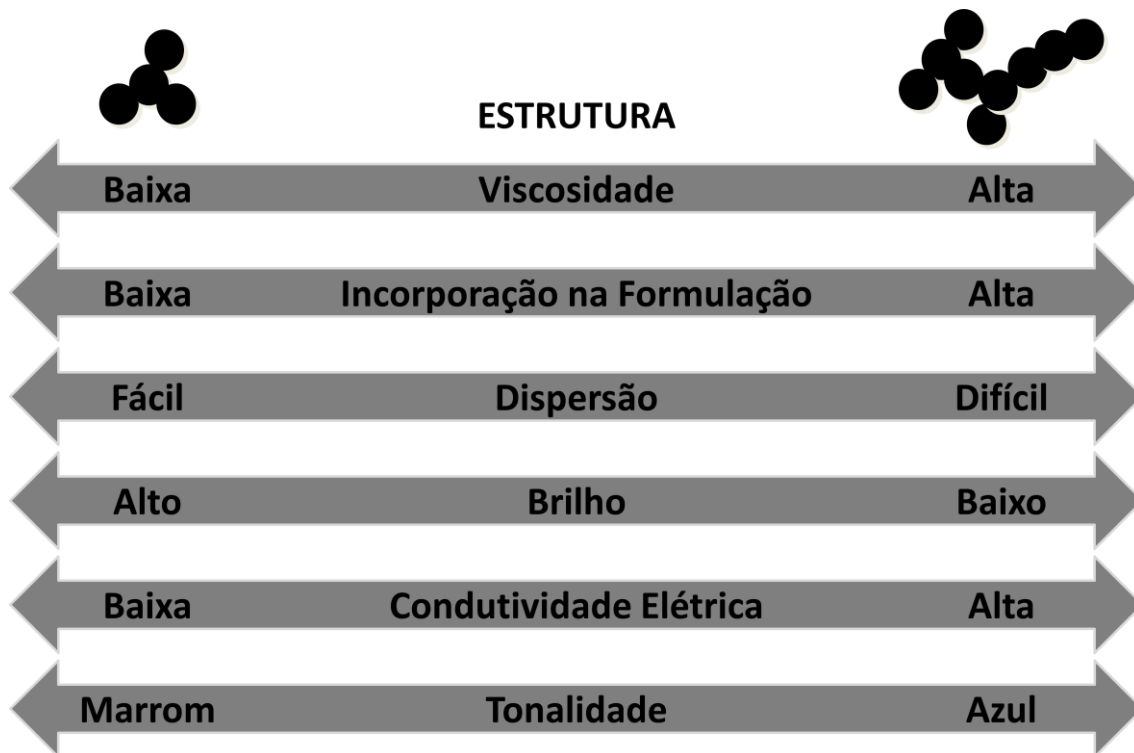 ESTRUTURA
Baixa Viscosidade Alta
Baixa Incorporação na Formulação Alta
Fácil Dispersão Difícil
Alto Brilho Baixo
Baixa Condutividade Elétrica Alta
Marrom Tonalidade Azul